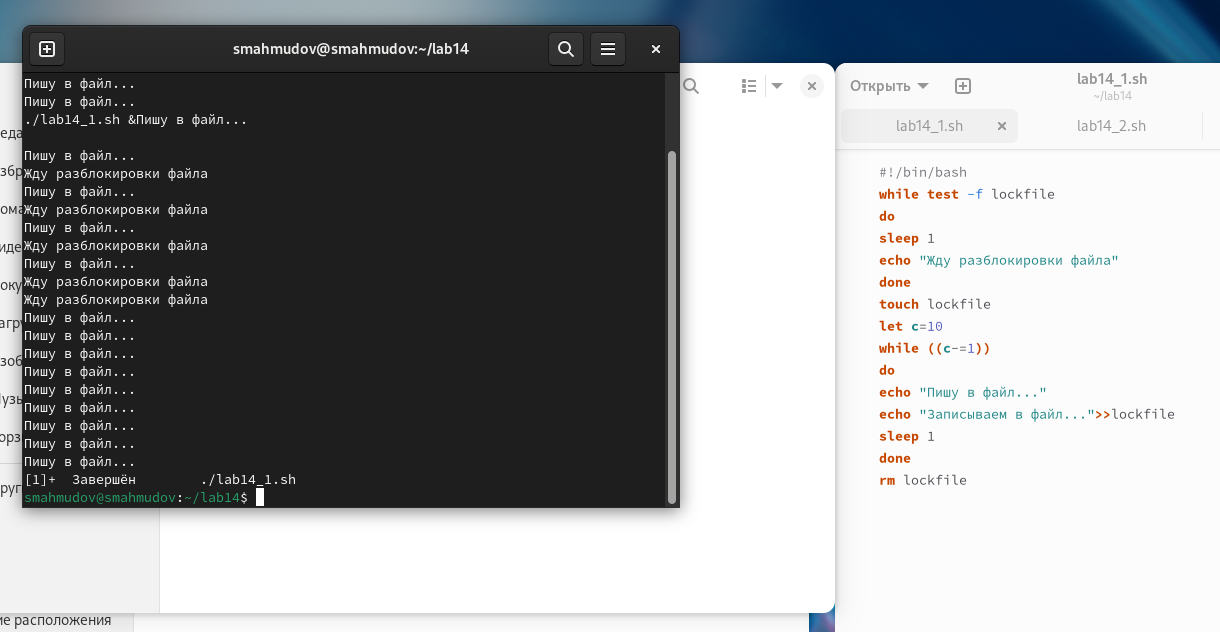 smahmudov@smahmudov:~/lab14
Пишу в файл...
Пишу в файл...
./lab14_1.sh &Пишу в файл...
Пишу в файл...
Жду разблокировки файла
Пишу в файл...
Жду разблокировки файла
Пишу в файл...
Жду разблокировки файла
Пишу в файл...
Жду разблокировки файла
Жду разблокировки файла
Пишу в файл...
Пишу в файл...
Пишу в файл...
Пишу в файл...
Пишу в файл...
Пишу в файл...
Пишу в файл...
Пишу в файл...
Пишу в файл...
[1]+  Завершён        ./lab14_1.sh
smahmudov@smahmudov:~/lab14$
расположения
Открыть
lab14_1.sh
~/lab14
lab14_1.sh
lab14_2.sh
#!/bin/bash
while test -f lockfile
do
sleep 1
echo "Жду разблокировки файла"
done
touch lockfile
let c=10
while ((c-=1))
do
echo "Пишу в файл..."
echo "Записываем в файл...">>lockfile
sleep 1
done
rm lockfile